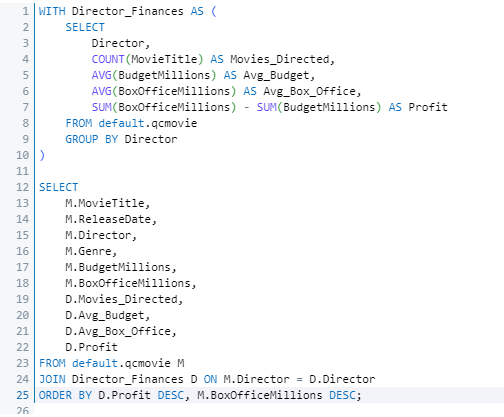 1 WITH Director_Finances AS (
2     SELECT
3         Director,
4         COUNT(MovieTitle) AS Movies_Directed,
5         AVG(BudgetMillions) AS Avg_Budget,
6         AVG(BoxOfficeMillions) AS Avg_Box_Office,
7         SUM(BoxOfficeMillions) - SUM(BudgetMillions) AS Profit
8     FROM default.qcmovie
9     GROUP BY Director
10 )
11
12 SELECT
13     M.MovieTitle,
14     M.ReleaseDate,
15     M.Director,
16     M.Genre,
17     M.BudgetMillions,
18     M.BoxOfficeMillions,
19     D.Movies_Directed,
20     D.Avg_Budget,
21     D.Avg_Box_Office,
22     D.Profit
23 FROM default.qcmovie M
24 JOIN Director_Finances D ON M.Director = D.Director
25 ORDER BY D.Profit DESC, M.BoxOfficeMillions DESC;
26